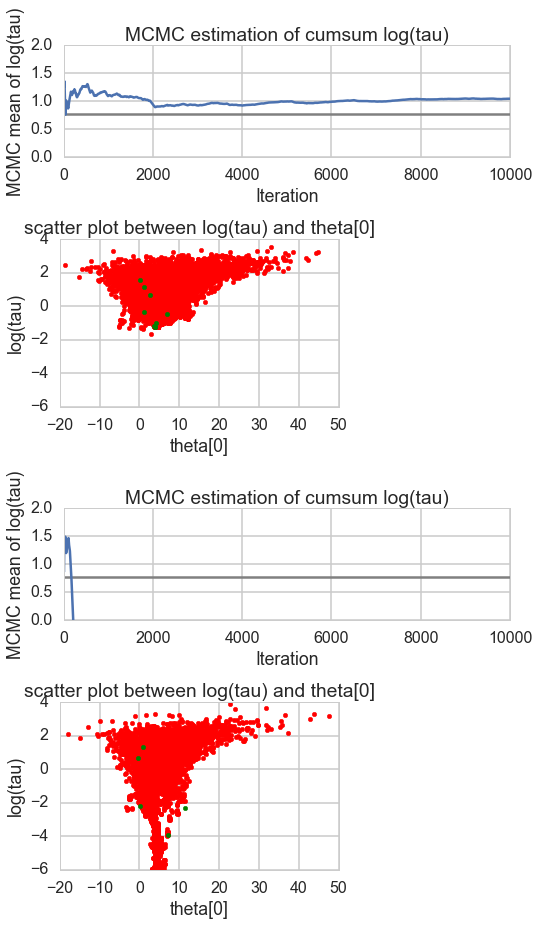 MCMC estimation of cumsum log(tau)
MCMC mean of log(tau)
2.0
1.5
1.0
0.5
0.0
0 2000 4000 6000 8000 10000
Iteration
scatter plot between log(tau) and theta[0]
log(tau)
4
2
0
−2
−4
−6
−20 −10 0 10 20 30 40 50
theta[0]
MCMC estimation of cumsum log(tau)
MCMC mean of log(tau)
2.0
1.5
1.0
0.5
0.0
0 2000 4000 6000 8000 10000
Iteration
scatter plot between log(tau) and theta[0]
log(tau)
4
2
0
−2
−4
−6
−20 −10 0 10 20 30 40 50
theta[0]